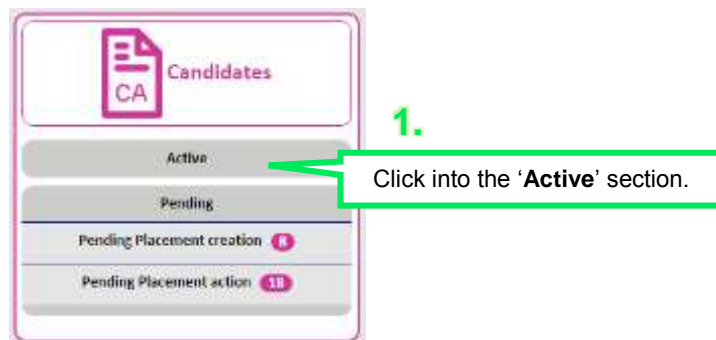 CA
Candidates
Active
Pending
Pending Placement creation 8
Pending Placement action 18
1.
Click into the ‘Active’ section.